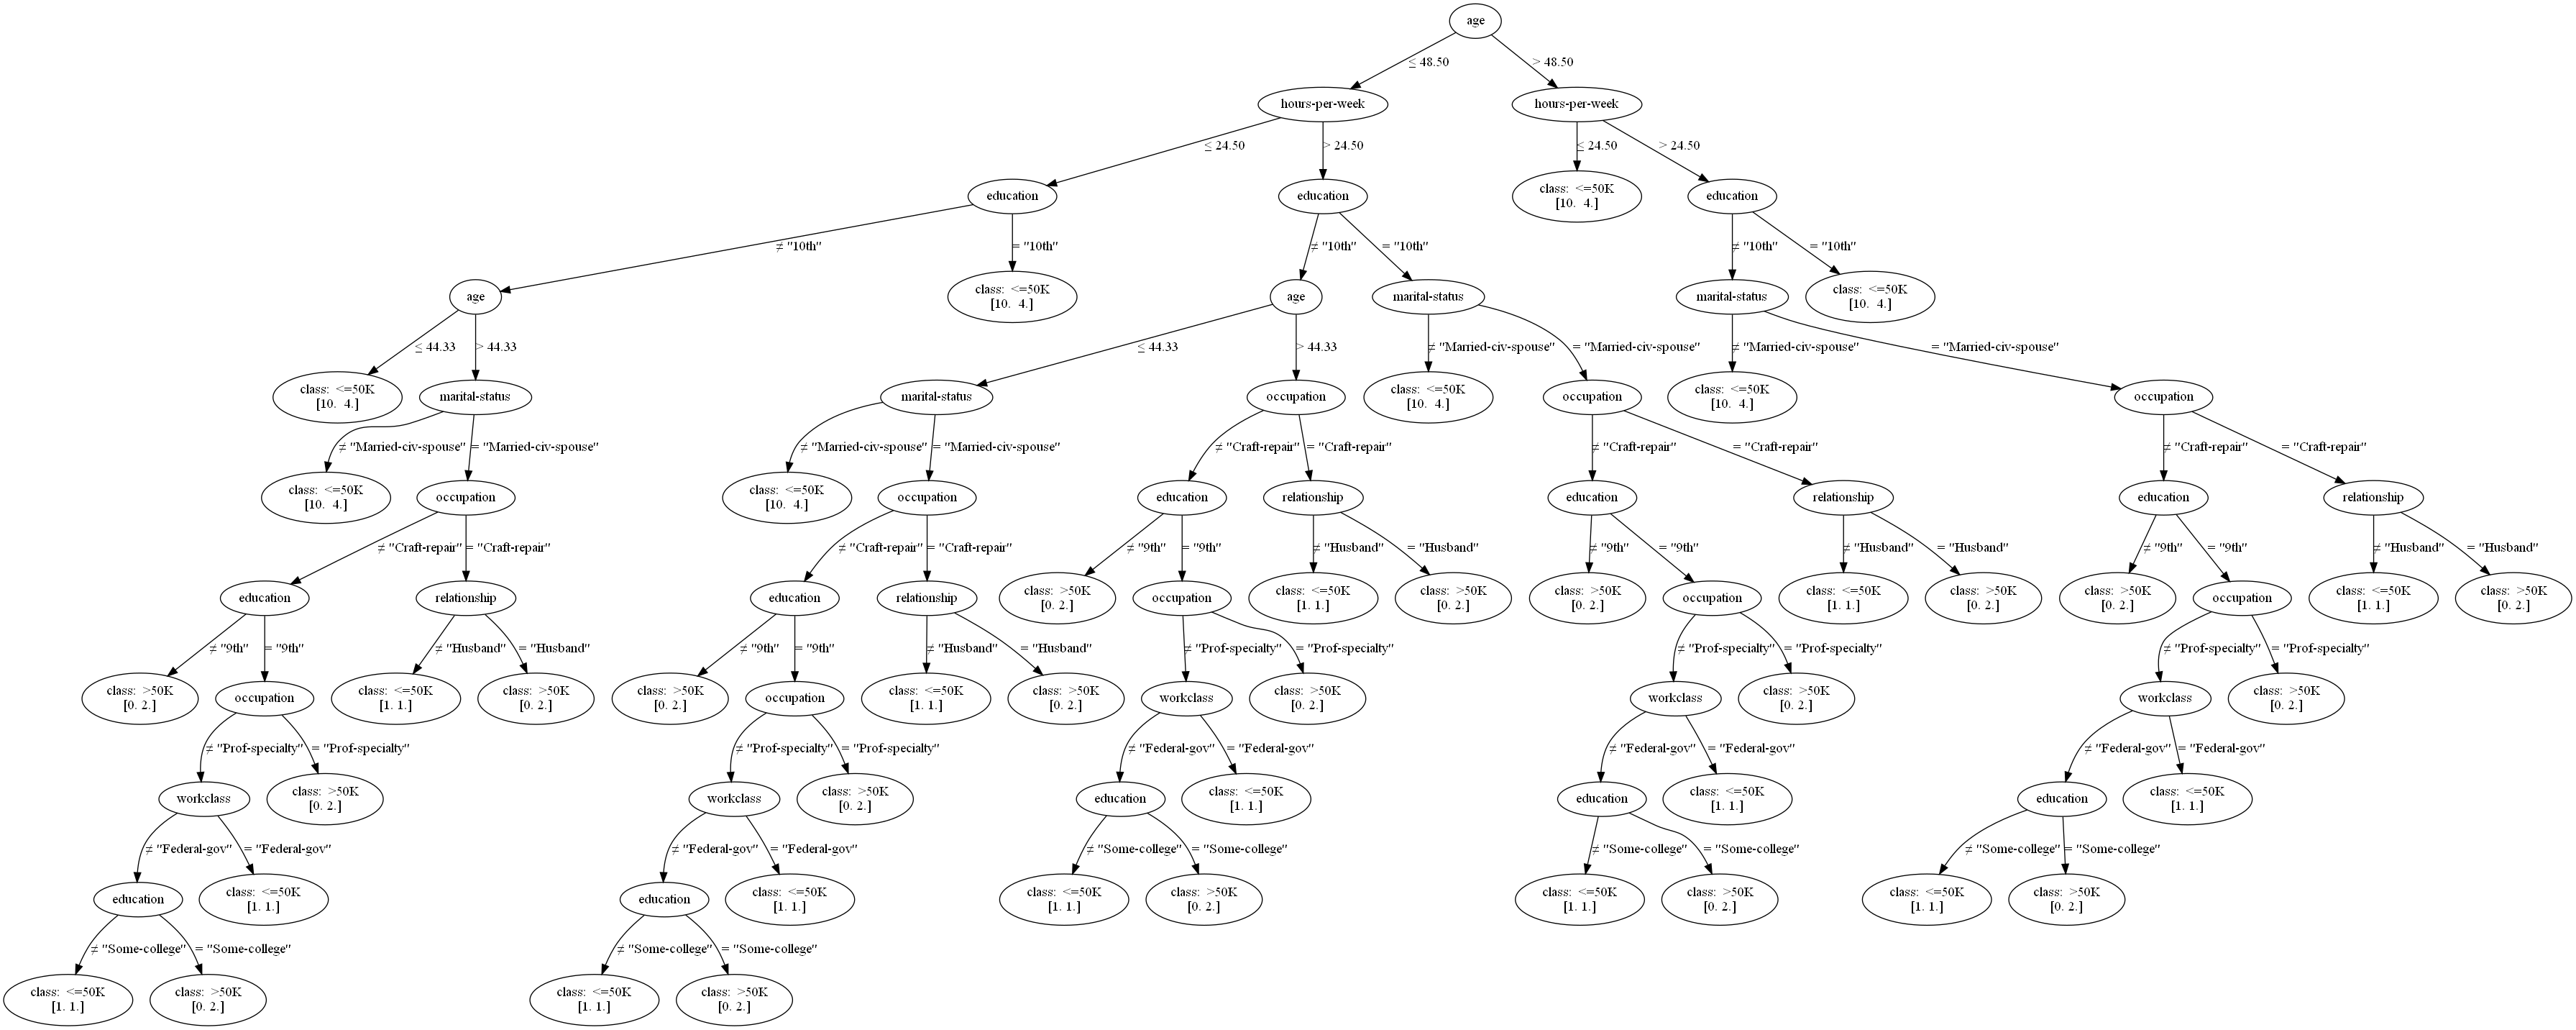 age
≤ 48.50
> 48.50
hours-per-week
hours-per-week
≤ 24.50
> 24.50
≤ 24.50
> 24.50
education
education
class: <=50K
[10. 4.]
education
≠ "10th"
= "10th"
≠ "10th"
= "10th"
≠ "10th"
= "10th"
age
class: <=50K
[10. 4.]
age
marital-status
marital-status
class: <=50K
[10. 4.]
≤ 44.33
> 44.33
≤ 44.33
> 44.33
≠ "Married-civ-spouse"
= "Married-civ-spouse"
≠ "Married-civ-spouse"
= "Married-civ-spouse"
class: <=50K
[10. 4.]
marital-status
marital-status
occupation
class: <=50K
[10. 4.]
occupation
class: <=50K
[10. 4.]
occupation
≠ "Married-civ-spouse"
= "Married-civ-spouse"
≠ "Married-civ-spouse"
= "Married-civ-spouse"
≠ "Craft-repair"
= "Craft-repair"
≠ "Craft-repair"
= "Craft-repair"
≠ "Craft-repair"
= "Craft-repair"
class: <=50K
[10. 4.]
occupation
class: <=50K
[10. 4.]
occupation
education
relationship
education
relationship
education
relationship
≠ "Craft-repair"
= "Craft-repair"
≠ "Craft-repair"
= "Craft-repair"
≠ "9th"
= "9th"
≠ "Husband"
= "Husband"
≠ "9th"
= "9th"
≠ "Husband"
= "Husband"
≠ "9th"
= "9th"
≠ "Husband"
= "Husband"
education
relationship
education
relationship
class: >50K
[0. 2.]
occupation
class: <=50K
[1. 1.]
class: >50K
[0. 2.]
class: >50K
[0. 2.]
occupation
class: <=50K
[1. 1.]
class: >50K
[0. 2.]
class: >50K
[0. 2.]
occupation
class: <=50K
[1. 1.]
class: >50K
[0. 2.]
≠ "9th"
= "9th"
≠ "Husband"
= "Husband"
≠ "9th"
= "9th"
≠ "Husband"
= "Husband"
≠ "Prof-specialty"
= "Prof-specialty"
≠ "Prof-specialty"
= "Prof-specialty"
≠ "Prof-specialty"
= "Prof-specialty"
class: >50K
[0. 2.]
occupation
class: <=50K
[1. 1.]
class: >50K
[0. 2.]
class: >50K
[0. 2.]
occupation
class: <=50K
[1. 1.]
class: >50K
[0. 2.]
workclass
class: >50K
[0. 2.]
workclass
class: >50K
[0. 2.]
workclass
class: >50K
[0. 2.]
≠ "Prof-specialty"
= "Prof-specialty"
≠ "Prof-specialty"
= "Prof-specialty"
≠ "Federal-gov"
= "Federal-gov"
≠ "Federal-gov"
= "Federal-gov"
≠ "Federal-gov"
= "Federal-gov"
workclass
class: >50K
[0. 2.]
workclass
class: >50K
[0. 2.]
education
class: <=50K
[1. 1.]
education
class: <=50K
[1. 1.]
education
class: <=50K
[1. 1.]
≠ "Federal-gov"
= "Federal-gov"
≠ "Federal-gov"
= "Federal-gov"
≠ "Some-college"
= "Some-college"
≠ "Some-college"
= "Some-college"
≠ "Some-college"
= "Some-college"
education
class: <=50K
[1. 1.]
education
class: <=50K
[1. 1.]
class: <=50K
[1. 1.]
class: >50K
[0. 2.]
class: <=50K
[1. 1.]
class: >50K
[0. 2.]
class: <=50K
[1. 1.]
class: >50K
[0. 2.]
≠ "Some-college"
= "Some-college"
≠ "Some-college"
= "Some-college"
class: <=50K
[1. 1.]
class: >50K
[0. 2.]
class: <=50K
[1. 1.]
class: >50K
[0. 2.]